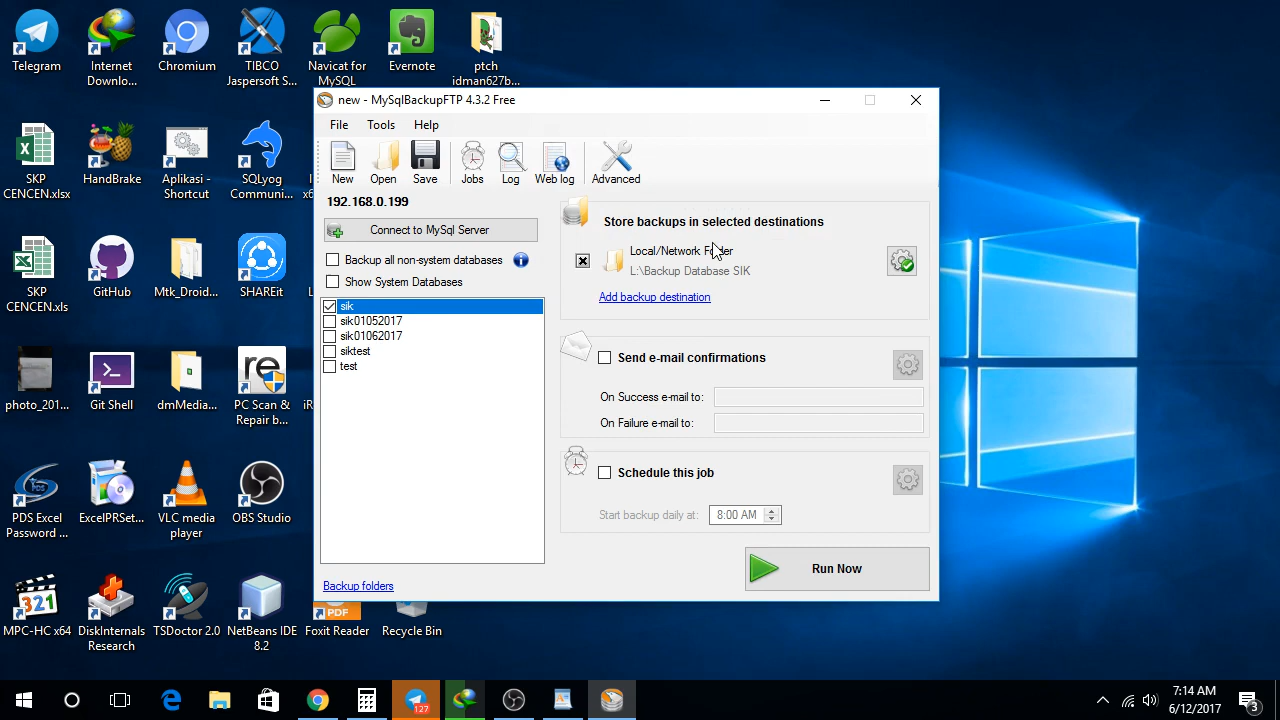 Telegram
Internet
Downlo...
Chromium
TIBCO
Jaspersoft S...
Navicat for
MySQL
Evernote
ptch
idman627b...
SKP
CENCEN.xlsx
HandBrake
Aplikasi -
Shortcut
SQLyog
Communi...
SKP
CENCEN.xls
GitHub
Mtk_Droid...
SHAREit
photo_201...
Git Shell
dmMedia...
PC Scan &
Repair b...
PDS Excel
Password ...
ExcelPRSet...
VLC media
player
OBS Studio
MPC-HC x64
DiskInternals
Research
TSDoctor 2.0
NetBeans IDE
8.2
PDF
Foxit Reader
Recycle Bin
new - MySqlBackupFTP 4.3.2 Free
File Tools Help
New Open Save Jobs Log Web log Advanced
192.168.0.199
Connect to MySql Server
Backup all non-system databases
Show System Databases
sik
sik01052017
sik01062017
siktest
test
Backup folders
Store backups in selected destinations
Local/Network Folder
L:\Backup Database SIK
Add backup destination
Send e-mail confirmations
On Success e-mail to:
On Failure e-mail to:
Schedule this job
Start backup daily at: 8:00 AM
Run Now
127
7:14 AM
6/12/2017
3